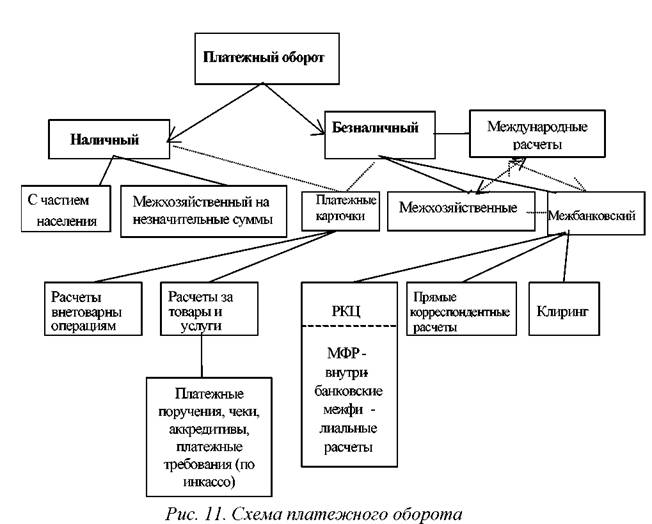 Платежный оборот
Наличный
Безналичный
Международные
расчеты
С частием
населения
Межхозяйственный на
незначительные суммы
Платежные
карточки
Межхозяйственные
Межбанковский
Расчеты
внетоварны
операциям
Расчеты за
товары и
услуги
РКЦ
МФР -
внутри-
банковские
межфи -
лиальные
расчеты
Прямые
корреспондентные
расчеты
Клиринг
Платежные
поручения, чеки,
аккредитивы,
платежные
требования (по
инкассо)
Рис. 11. Схема платежного оборота